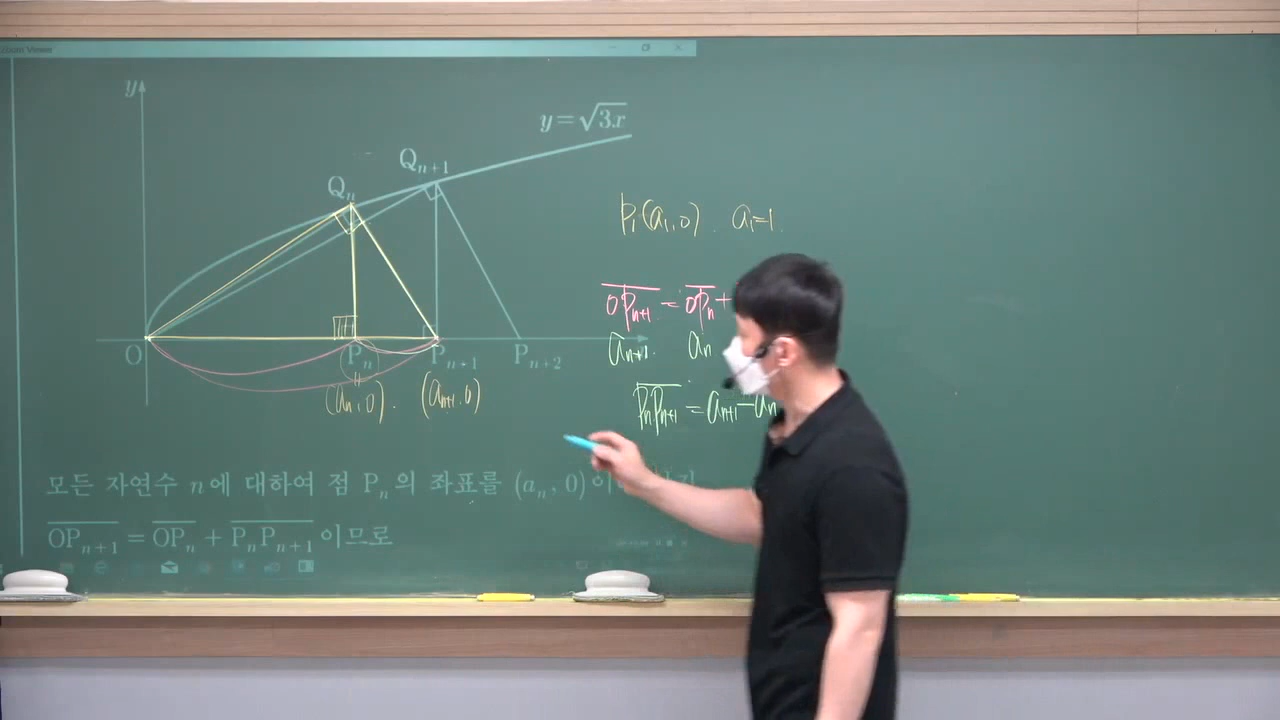 Zoom Viewer
y
y=√3x
Qₙ₊₁
Qₙ
O
Pₙ
Pₙ₊₁
Pₙ₊₂
(aₙ, 0).
(aₙ₊₁, 0)
P₁(a₁, 0). a₁=1.
OPₙ₊₁ = OPₙ +
aₙ₊₁. aₙ
PₙPₙ₊₁ = aₙ₊₁ - aₙ
모든 자연수 n에 대하여 점 Pₙ의 좌표를 (aₙ, 0)이
OPₙ₊₁ = OPₙ + PₙPₙ₊₁이므로